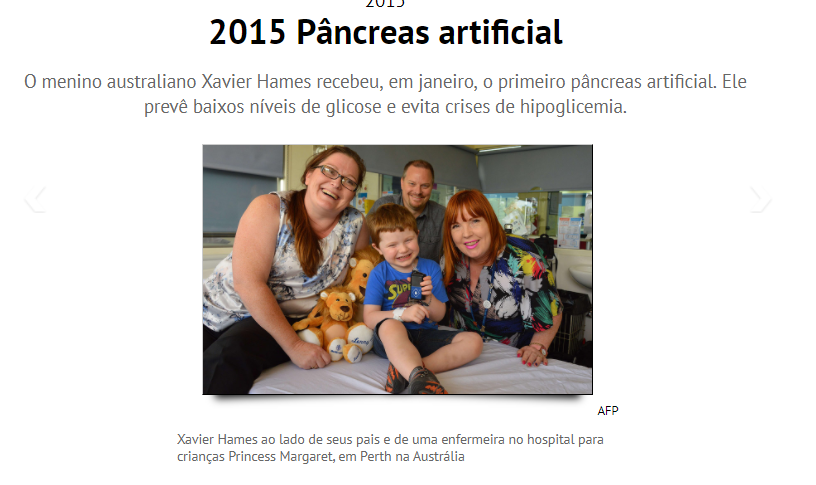 2015
2015 Pâncreas artificial
O menino australiano Xavier Hames recebeu, em janeiro, o primeiro pâncreas artificial. Ele
prevê baixos níveis de glicose e evita crises de hipoglicemia.
SUPER
AFP
Xavier Hames ao lado de seus pais e de uma enfermeira no hospital para
crianças Princess Margaret, em Perth na Austrália